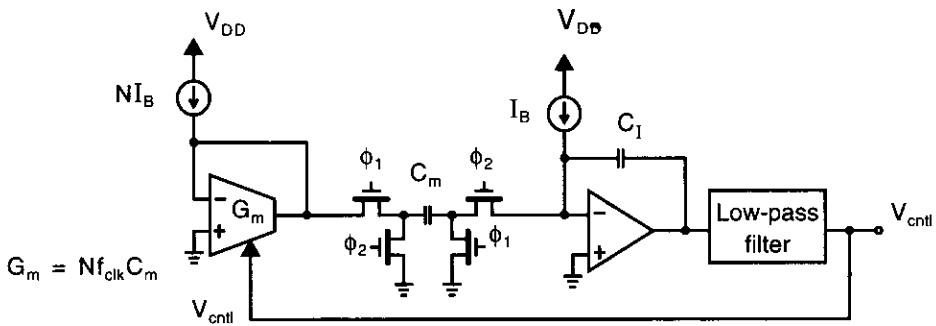 V_DD
V_DD
NI_B
I_B
C_I
ϕ_1
C_m
ϕ_2
−
G_m
+
ϕ_2
ϕ_1
−
+
Low-pass
filter
V_cntl
G_m = Nf_clk C_m
V_cntl